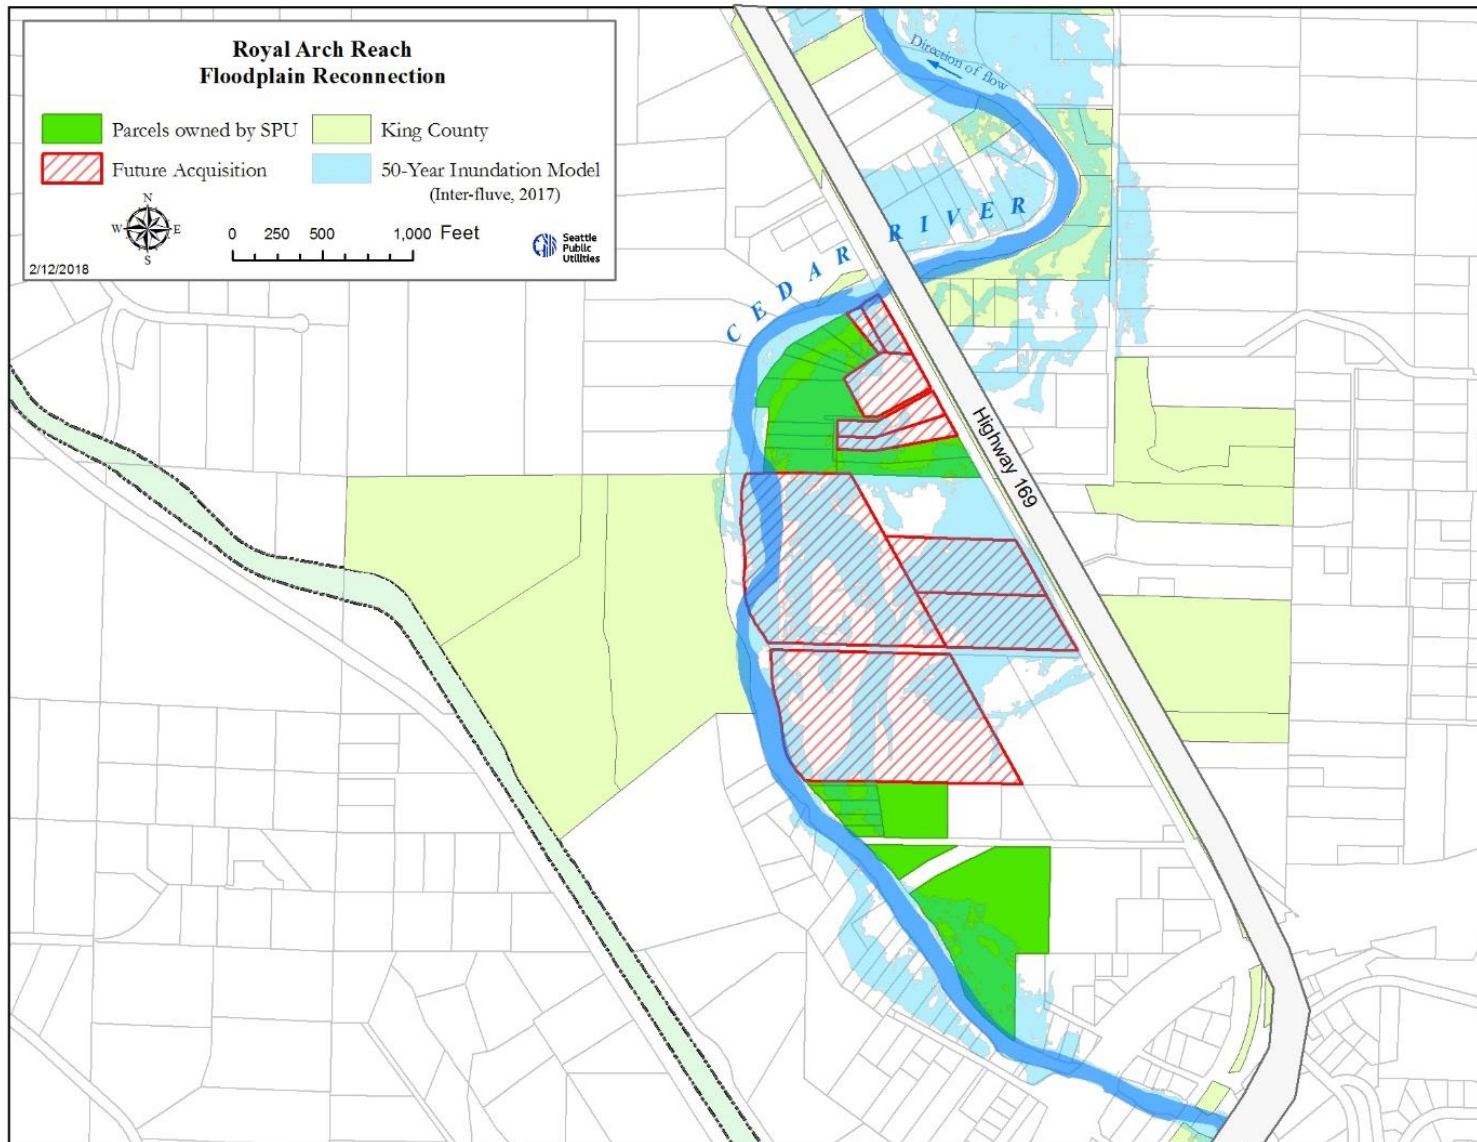 Royal Arch Reach
Floodplain Reconnection
Parcels owned by SPU
King County
Future Acquisition
50-Year Inundation Model
(Inter-fluve, 2017)
N
W E
S
0 250 500 1,000 Feet
Seattle
Public
Utilities
2/12/2018
Direction of flow
CEDAR RIVER
Highway 169